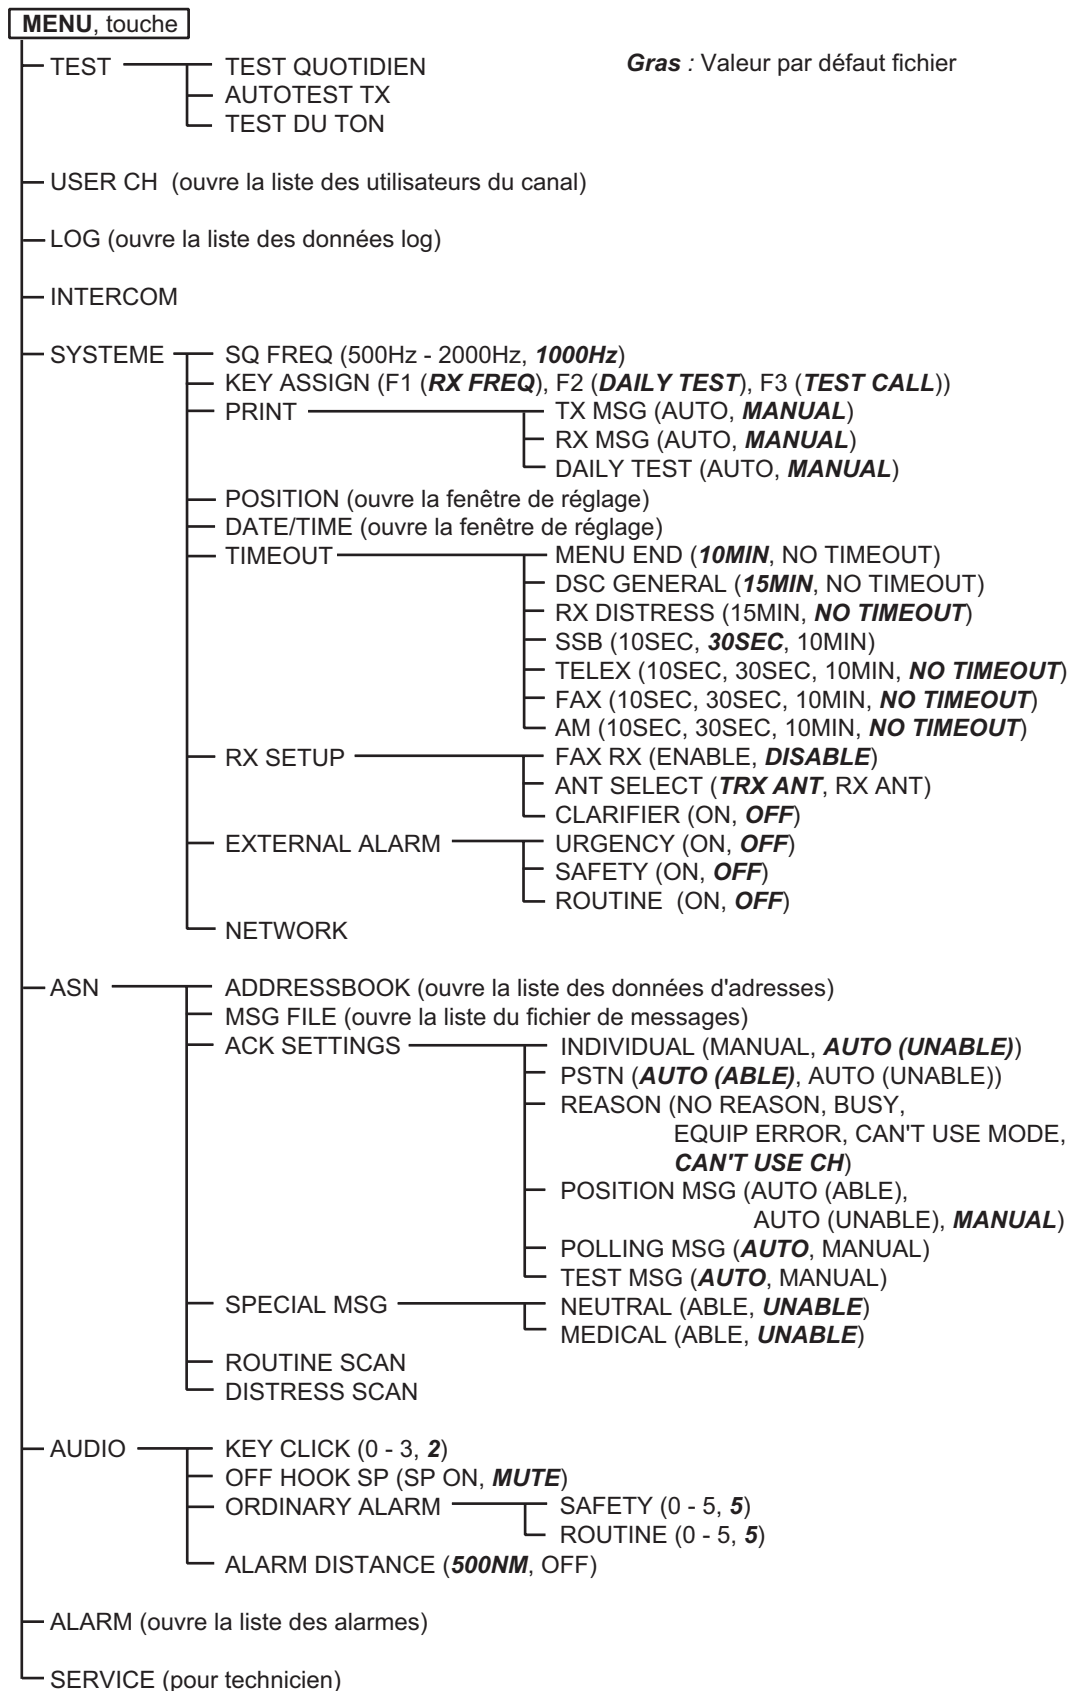 MENU, touche
TEST
TEST QUOTIDIEN
Gras : Valeur par défaut fichier
AUTOTEST TX
TEST DU TON
USER CH (ouvre la liste des utilisateurs du canal)
LOG (ouvre la liste des données log)
INTERCOM
SYSTEME
SQ FREQ (500Hz - 2000Hz, 1000Hz)
KEY ASSIGN (F1 (RX FREQ), F2 (DAILY TEST), F3 (TEST CALL))
PRINT
TX MSG (AUTO, MANUAL)
RX MSG (AUTO, MANUAL)
DAILY TEST (AUTO, MANUAL)
POSITION (ouvre la fenêtre de réglage)
DATE/TIME (ouvre la fenêtre de réglage)
TIMEOUT
MENU END (10MIN, NO TIMEOUT)
DSC GENERAL (15MIN, NO TIMEOUT)
RX DISTRESS (15MIN, NO TIMEOUT)
SSB (10SEC, 30SEC, 10MIN)
TELEX (10SEC, 30SEC, 10MIN, NO TIMEOUT)
FAX (10SEC, 30SEC, 10MIN, NO TIMEOUT)
AM (10SEC, 30SEC, 10MIN, NO TIMEOUT)
RX SETUP
FAX RX (ENABLE, DISABLE)
ANT SELECT (TRX ANT, RX ANT)
CLARIFIER (ON, OFF)
EXTERNAL ALARM
URGENCY (ON, OFF)
SAFETY (ON, OFF)
ROUTINE (ON, OFF)
NETWORK
ASN
ADDRESSBOOK (ouvre la liste des données d'adresses)
MSG FILE (ouvre la liste du fichier de messages)
ACK SETTINGS
INDIVIDUAL (MANUAL, AUTO (UNABLE))
PSTN (AUTO (ABLE), AUTO (UNABLE))
REASON (NO REASON, BUSY,
EQUIP ERROR, CAN'T USE MODE,
CAN'T USE CH)
POSITION MSG (AUTO (ABLE),
AUTO (UNABLE), MANUAL)
POLLING MSG (AUTO, MANUAL)
TEST MSG (AUTO, MANUAL)
SPECIAL MSG
NEUTRAL (ABLE, UNABLE)
MEDICAL (ABLE, UNABLE)
ROUTINE SCAN
DISTRESS SCAN
AUDIO
KEY CLICK (0 - 3, 2)
OFF HOOK SP (SP ON, MUTE)
ORDINARY ALARM
SAFETY (0 - 5, 5)
ROUTINE (0 - 5, 5)
ALARM DISTANCE (500NM, OFF)
ALARM (ouvre la liste des alarmes)
SERVICE (pour technicien)